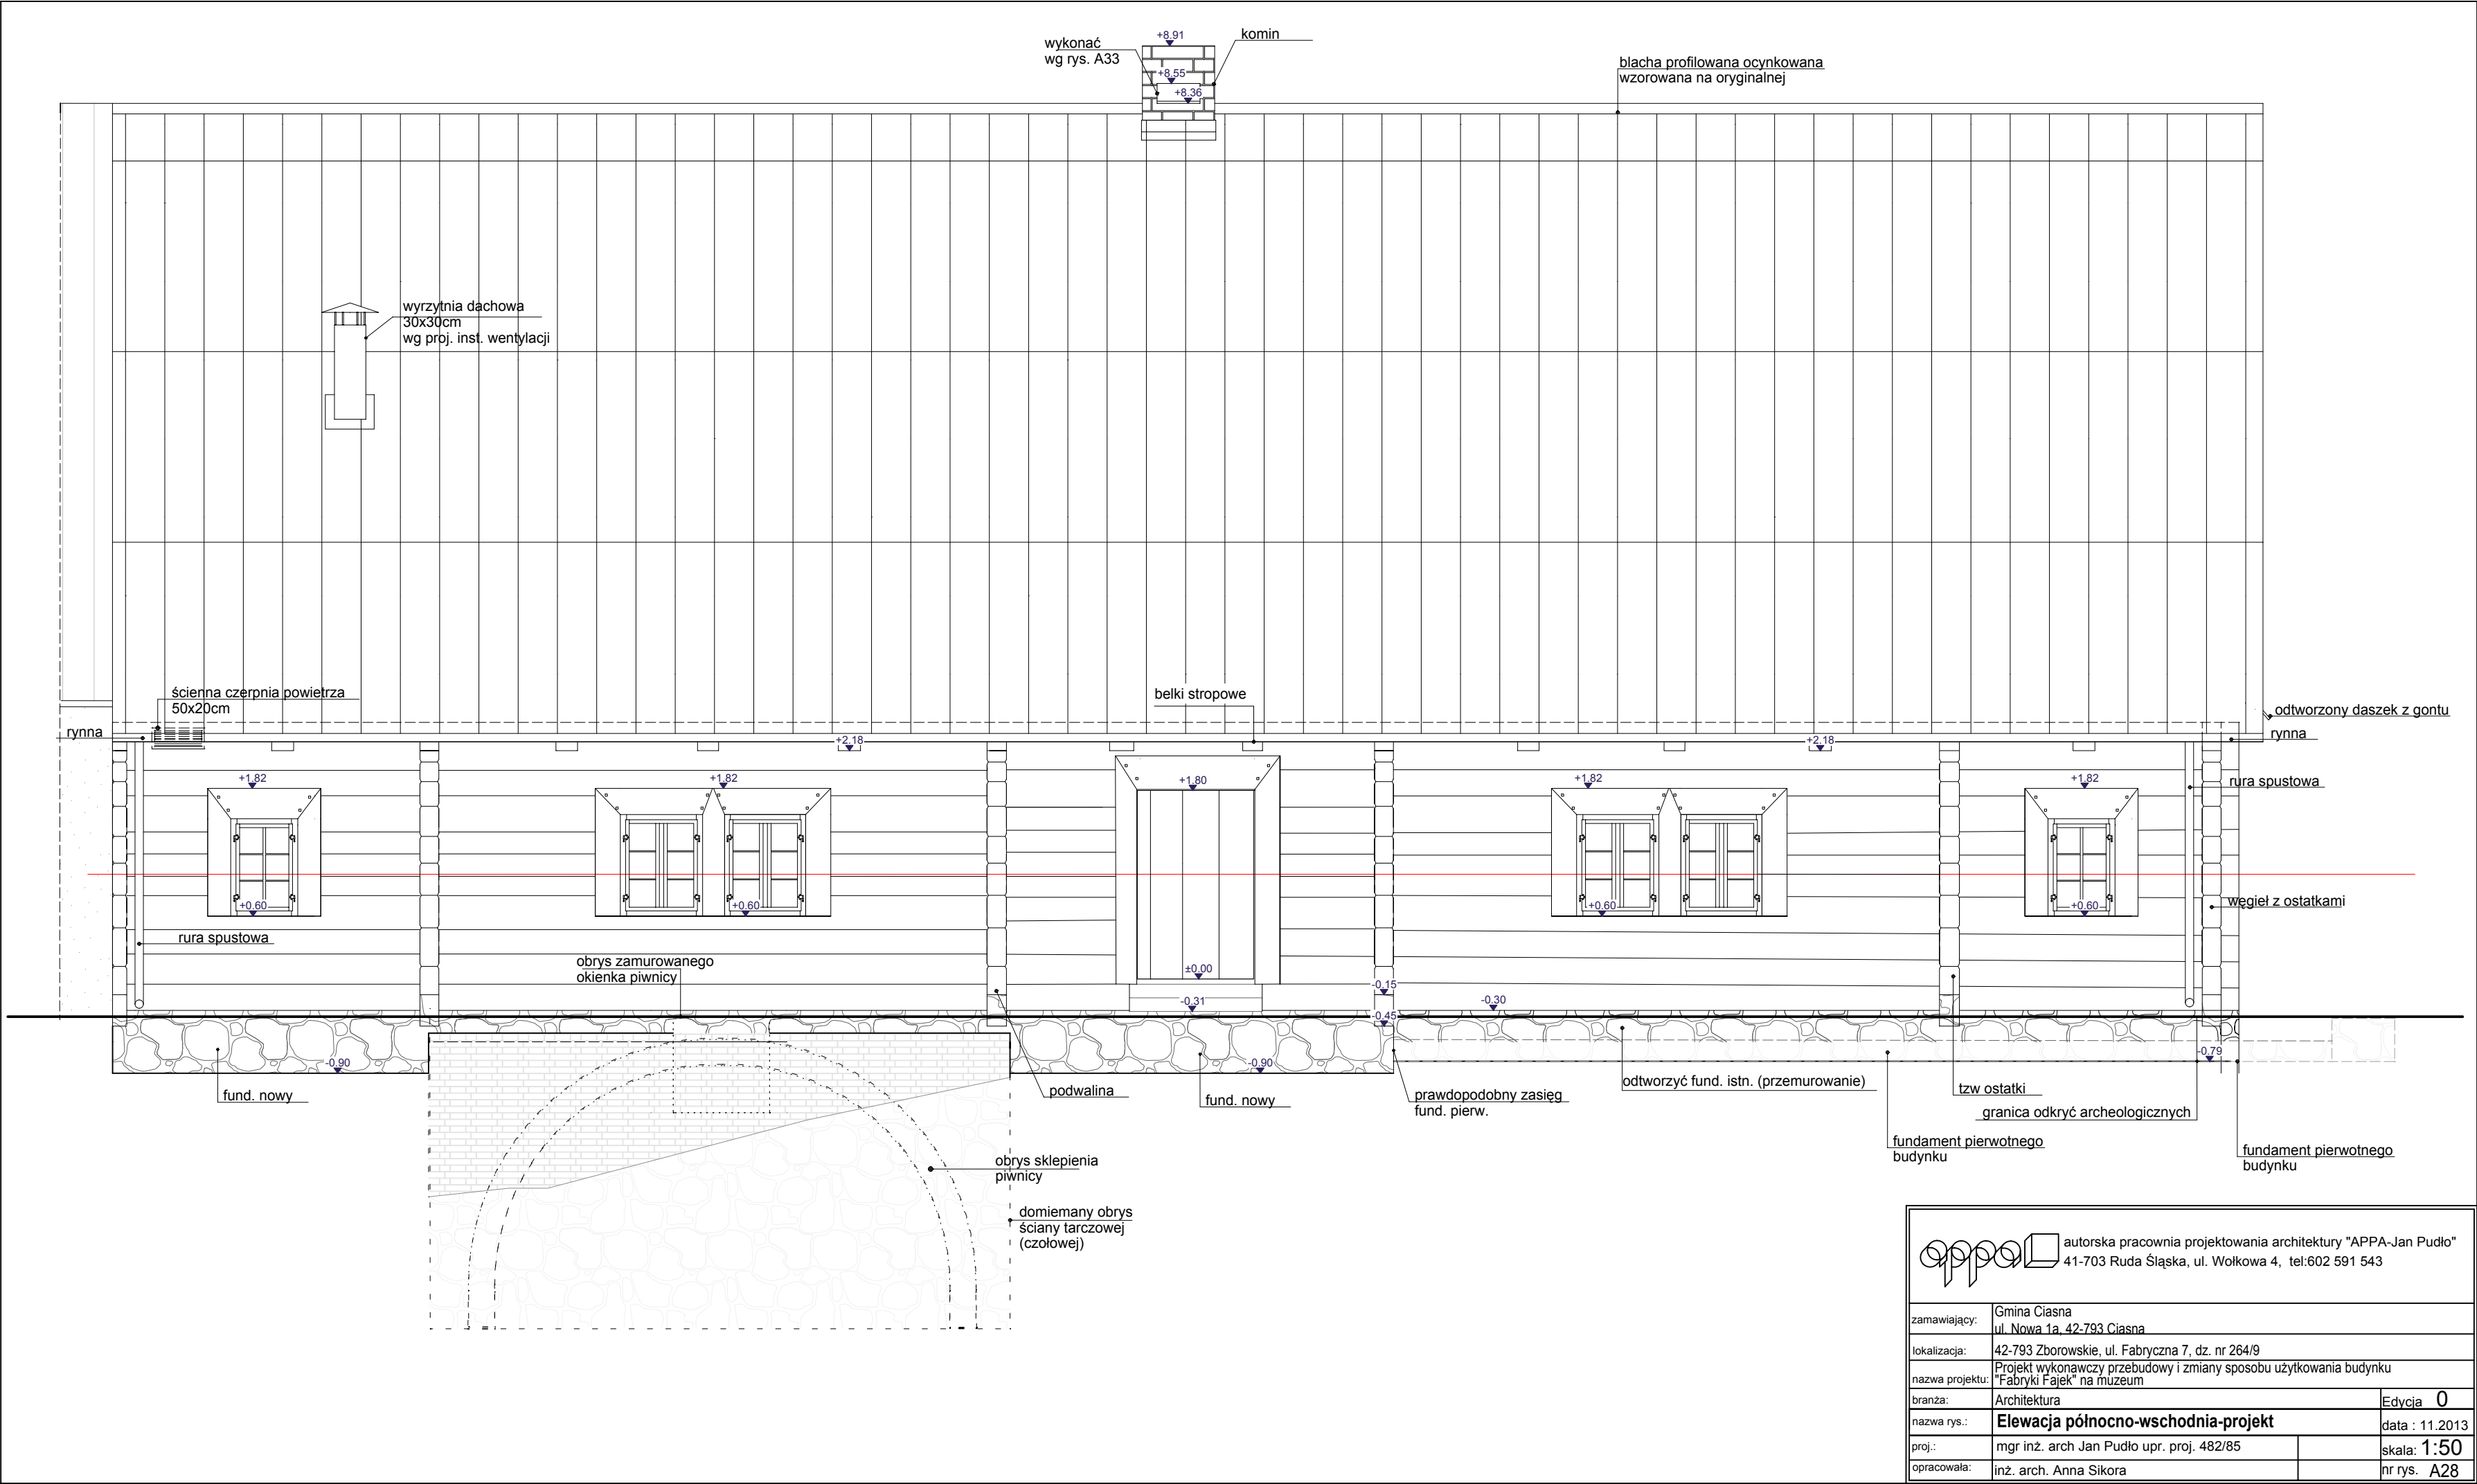 +8.91
wykonać
wg rys. A33
komin
+8.55
+8.36
blacha profilowana ocynkowana
wzorowana na oryginalnej
wyrzytnia dachowa
30x30cm
wg proj. inst. wentylacji
ścienna czerpnia powietrza
50x20cm
rynna
belki stropowe
odtworzony daszek z gontu
rynna
+2.18
+2.18
+1.82
+1.82
+1.80
+1.82
+1.82
rura spustowa
+0.60
+0.60
+0.60
+0.60
węgieł z ostatkami
rura spustowa
obrys zamurowanego
okienka piwnicy
±0.00
-0.15
-0.31
-0.30
-0.45
-0.90
-0.90
-0.79
fund. nowy
podwalina
fund. nowy
prawdopodobny zasięg
fund. pierw.
odtworzyć fund. istn. (przemurowanie)
tzw ostatki
granica odkryć archeologicznych
fundament pierwotnego
budynku
fundament pierwotnego
budynku
obrys sklepienia
piwnicy
domiemany obrys
ściany tarczowej
(czołowej)
appa
autorska pracownia projektowania architektury "APPA-Jan Pudło"
41-703 Ruda Śląska, ul. Wołkowa 4, tel:602 591 543
zamawiający:
Gmina Ciasna
ul. Nowa 1a, 42-793 Ciasna
lokalizacja: 42-793 Zborowskie, ul. Fabryczna 7, dz. nr 264/9
nazwa projektu: Projekt wykonawczy przebudowy i zmiany sposobu użytkowania budynku
"Fabryki Fajek" na muzeum
branża: Architektura Edycja 0
nazwa rys.: Elewacja północno-wschodnia-projekt data : 11.2013
proj.: mgr inż. arch Jan Pudło upr. proj. 482/85 skala: 1:50
opracowała: inż. arch. Anna Sikora nr rys. A28